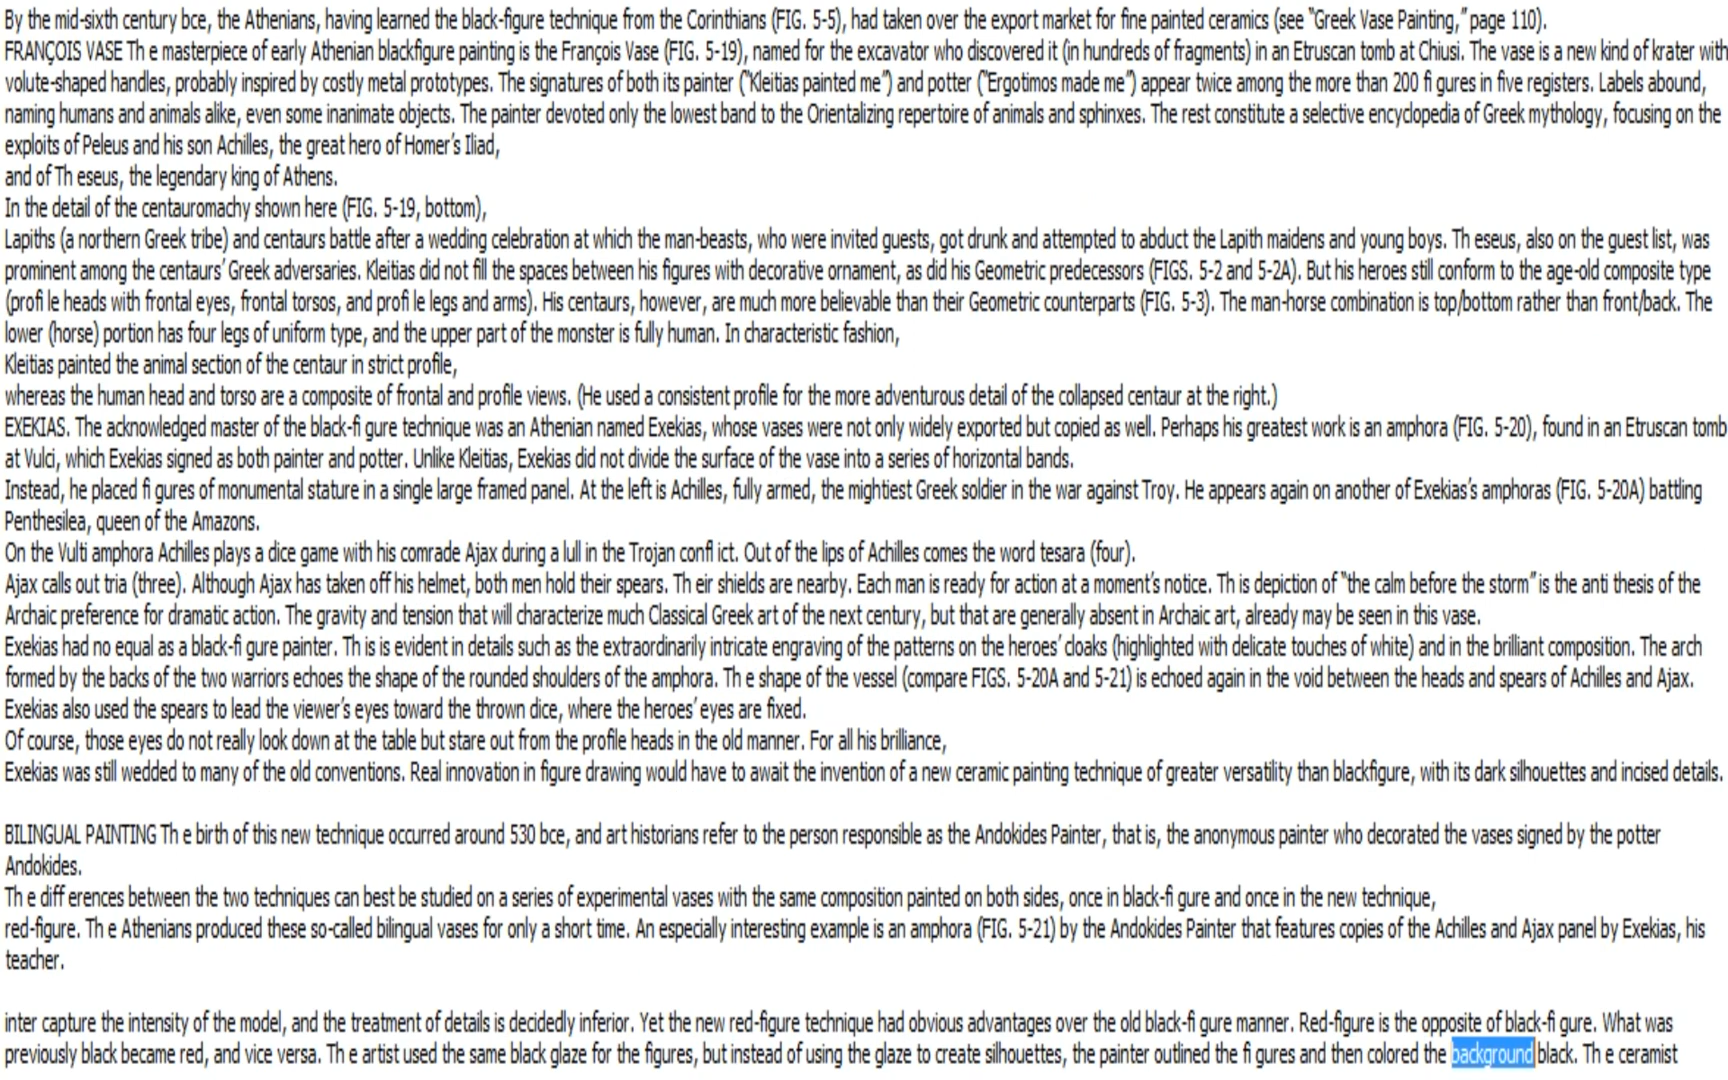 By the mid-sixth century bce, the Athenians, having learned the black-figure technique from the Corinthians (FIG. 5-5), had taken over the export market for fine painted ceramics (see "Greek Vase Painting," page 110).
FRANÇOIS VASE Th e masterpiece of early Athenian blackfigure painting is the François Vase (FIG. 5-19), named for the excavator who discovered it (in hundreds of fragments) in an Etruscan tomb at Chiusi. The vase is a new kind of krater with
volute-shaped handles, probably inspired by costly metal prototypes. The signatures of both its painter ("Kleitias painted me") and potter ("Ergotimos made me") appear twice among the more than 200 fi gures in five registers. Labels abound,
naming humans and animals alike, even some inanimate objects. The painter devoted only the lowest band to the Orientalizing repertoire of animals and sphinxes. The rest constitute a selective encyclopedia of Greek mythology, focusing on the
exploits of Peleus and his son Achilles, the great hero of Homer's Iliad,
and of Th eseus, the legendary king of Athens.
In the detail of the centauromachy shown here (FIG. 5-19, bottom),
Lapiths (a northern Greek tribe) and centaurs battle after a wedding celebration at which the man-beasts, who were invited guests, got drunk and attempted to abduct the Lapith maidens and young boys. Th eseus, also on the guest list, was
prominent among the centaurs' Greek adversaries. Kleitias did not fill the spaces between his figures with decorative ornament, as did his Geometric predecessors (FIGS. 5-2 and 5-2A). But his heroes still conform to the age-old composite type
(profi le heads with frontal eyes, frontal torsos, and profi le legs and arms). His centaurs, however, are much more believable than their Geometric counterparts (FIG. 5-3). The man-horse combination is top/bottom rather than front/back. The
lower (horse) portion has four legs of uniform type, and the upper part of the monster is fully human. In characteristic fashion,
Kleitias painted the animal section of the centaur in strict profile,
whereas the human head and torso are a composite of frontal and profile views. (He used a consistent profile for the more adventurous detail of the collapsed centaur at the right.)
EXEKIAS. The acknowledged master of the black-fi gure technique was an Athenian named Exekias, whose vases were not only widely exported but copied as well. Perhaps his greatest work is an amphora (FIG. 5-20), found in an Etruscan tomb
at Vulci, which Exekias signed as both painter and potter. Unlike Kleitias, Exekias did not divide the surface of the vase into a series of horizontal bands.
Instead, he placed fi gures of monumental stature in a single large framed panel. At the left is Achilles, fully armed, the mightiest Greek soldier in the war against Troy. He appears again on another of Exekias's amphoras (FIG. 5-20A) battling
Penthesilea, queen of the Amazons.
On the Vulti amphora Achilles plays a dice game with his comrade Ajax during a lull in the Trojan confl ict. Out of the lips of Achilles comes the word tesara (four).
Ajax calls out tria (three). Although Ajax has taken off his helmet, both men hold their spears. Th eir shields are nearby. Each man is ready for action at a moment's notice. Th is depiction of "the calm before the storm" is the anti thesis of the
Archaic preference for dramatic action. The gravity and tension that will characterize much Classical Greek art of the next century, but that are generally absent in Archaic art, already may be seen in this vase.
Exekias had no equal as a black-fi gure painter. Th is is evident in details such as the extraordinarily intricate engraving of the patterns on the heroes' cloaks (highlighted with delicate touches of white) and in the brilliant composition. The arch
formed by the backs of the two warriors echoes the shape of the rounded shoulders of the amphora. Th e shape of the vessel (compare FIGS. 5-20A and 5-21) is echoed again in the void between the heads and spears of Achilles and Ajax.
Exekias also used the spears to lead the viewer's eyes toward the thrown dice, where the heroes' eyes are fixed.
Of course, those eyes do not really look down at the table but stare out from the profile heads in the old manner. For all his brilliance,
Exekias was still wedded to many of the old conventions. Real innovation in figure drawing would have to await the invention of a new ceramic painting technique of greater versatility than blackfigure, with its dark silhouettes and incised details.
BILINGUAL PAINTING Th e birth of this new technique occurred around 530 bce, and art historians refer to the person responsible as the Andokides Painter, that is, the anonymous painter who decorated the vases signed by the potter
Andokides.
Th e diff erences between the two techniques can best be studied on a series of experimental vases with the same composition painted on both sides, once in black-fi gure and once in the new technique,
red-figure. Th e Athenians produced these so-called bilingual vases for only a short time. An especially interesting example is an amphora (FIG. 5-21) by the Andokides Painter that features copies of the Achilles and Ajax panel by Exekias, his
teacher.
inter capture the intensity of the model, and the treatment of details is decidedly inferior. Yet the new red-figure technique had obvious advantages over the old black-fi gure manner. Red-figure is the opposite of black-fi gure. What was
previously black became red, and vice versa. Th e artist used the same black glaze for the figures, but instead of using the glaze to create silhouettes, the painter outlined the fi gures and then colored the background black. Th e ceramist